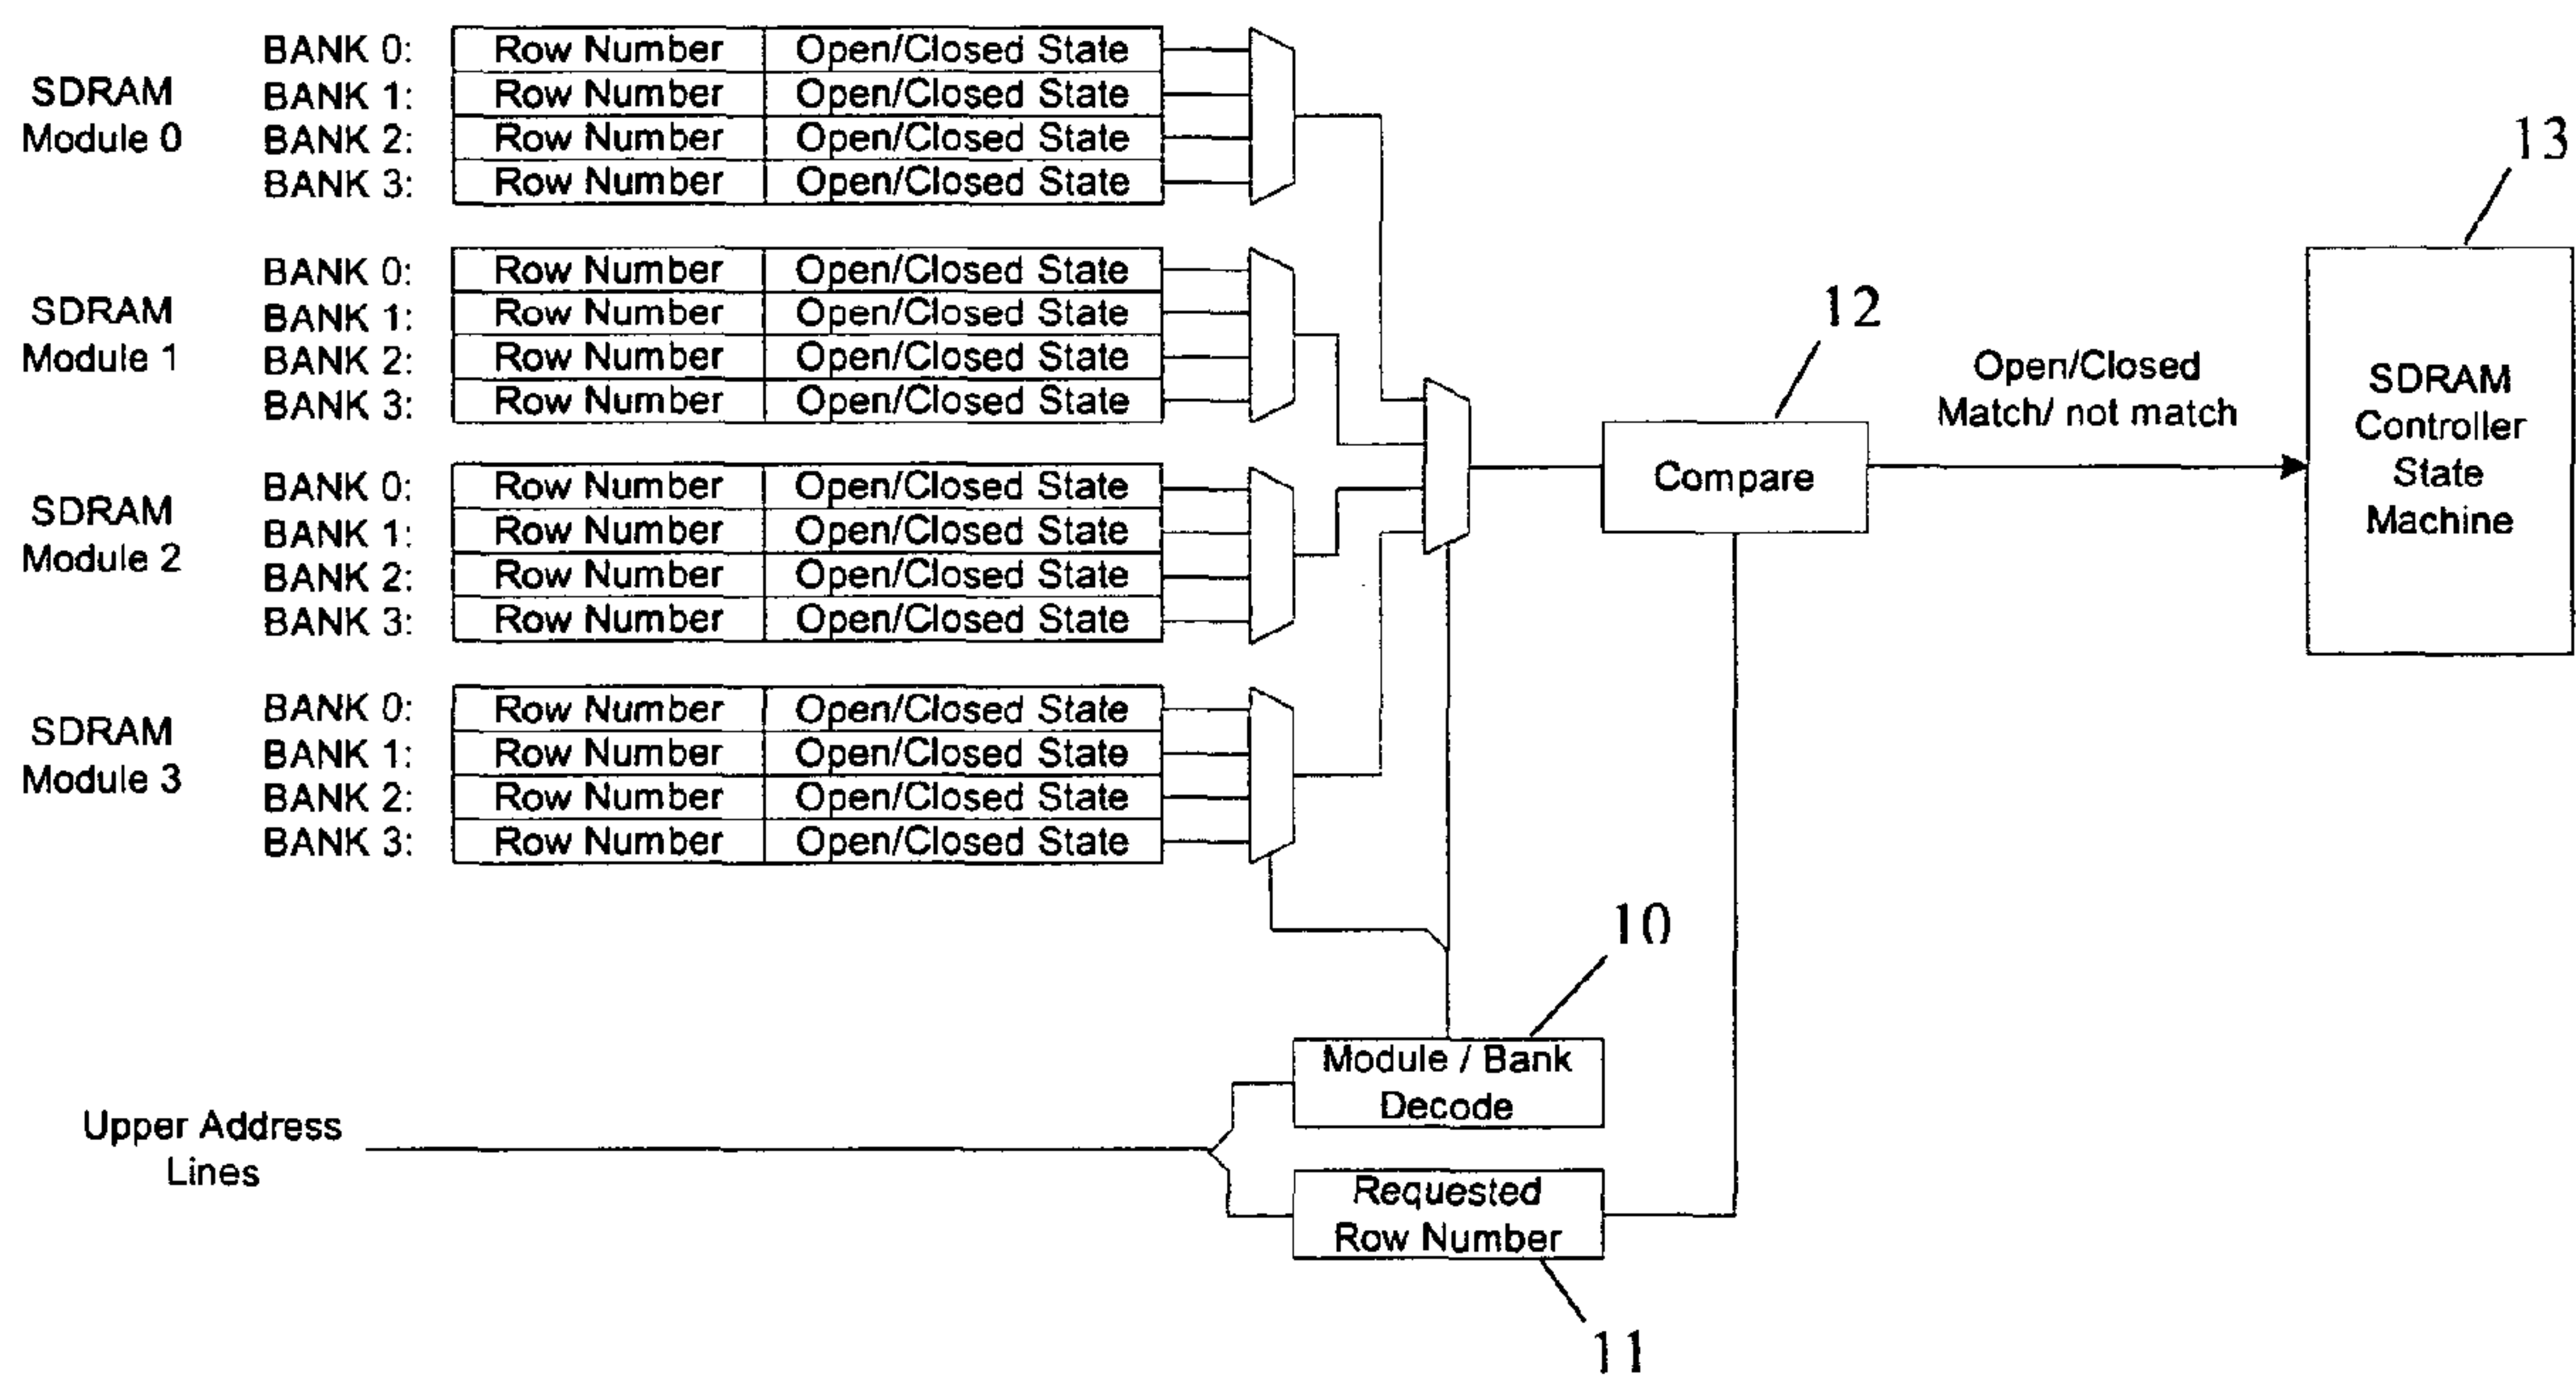 SDRAM
Module 0
BANK 0: Row Number Open/Closed State
BANK 1: Row Number Open/Closed State
BANK 2: Row Number Open/Closed State
BANK 3: Row Number Open/Closed State
SDRAM
Module 1
BANK 0: Row Number Open/Closed State
BANK 1: Row Number Open/Closed State
BANK 2: Row Number Open/Closed State
BANK 3: Row Number Open/Closed State
SDRAM
Module 2
BANK 0: Row Number Open/Closed State
BANK 1: Row Number Open/Closed State
BANK 2: Row Number Open/Closed State
BANK 3: Row Number Open/Closed State
SDRAM
Module 3
BANK 0: Row Number Open/Closed State
BANK 1: Row Number Open/Closed State
BANK 2: Row Number Open/Closed State
BANK 3: Row Number Open/Closed State
12
Compare
Open/Closed
Match/ not match
13
SDRAM
Controller
State
Machine
10
Module / Bank
Decode
Upper Address
Lines
Requested
Row Number
11